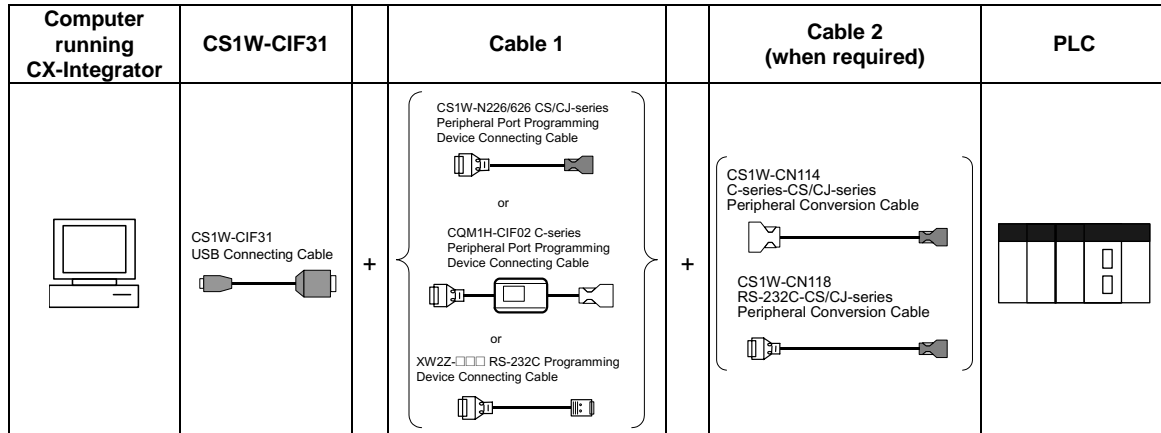 Computer
running
CX-Integrator
CS1W-CIF31
Cable 1
Cable 2
(when required)
PLC
CS1W-CIF31
USB Connecting Cable
+
CS1W-N226/626 CS/CJ-series
Peripheral Port Programming
Device Connecting Cable
or
CQM1H-CIF02 C-series
Peripheral Port Programming
Device Connecting Cable
or
XW2Z-□□□ RS-232C Programming
Device Connecting Cable
+
CS1W-CN114
C-series-CS/CJ-series
Peripheral Conversion Cable
CS1W-CN118
RS-232C-CS/CJ-series
Peripheral Conversion Cable